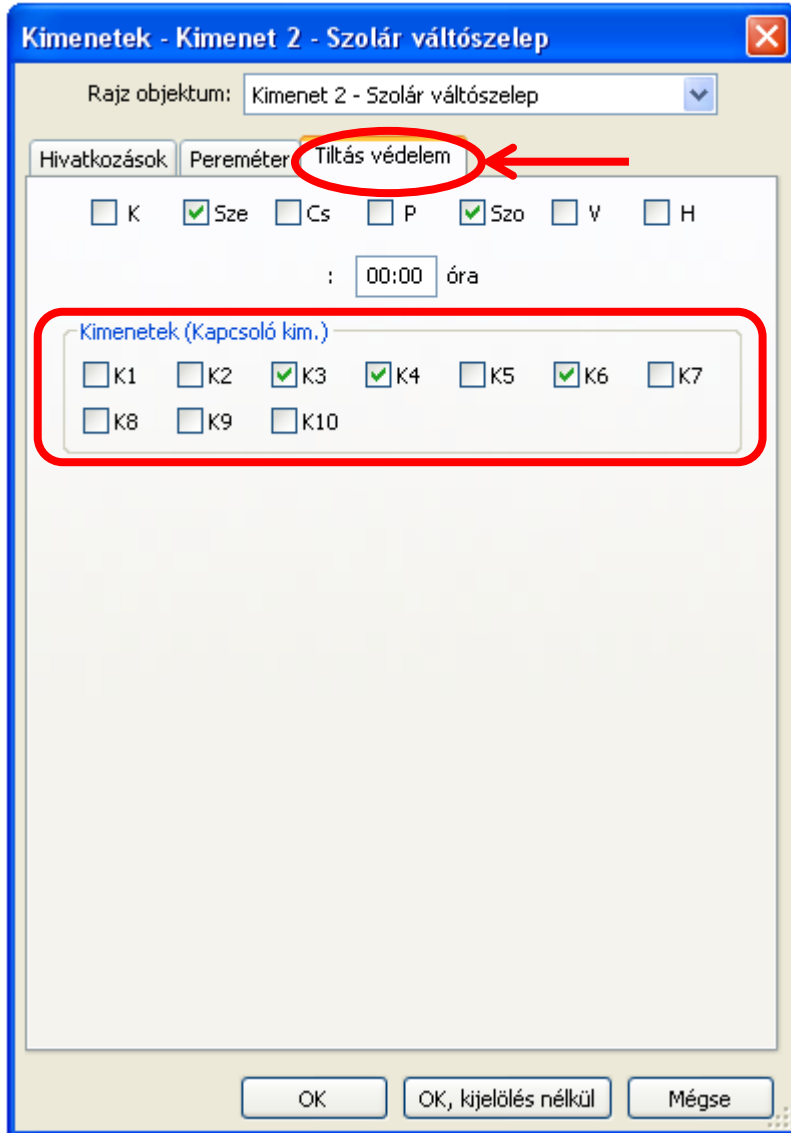 Kimenetek - Kimenet 2 - Szolár váltószelep
Rajz objektum: Kimenet 2 - Szolár váltószelep
Hivatkozások Pereméter Tiltás védelem
K Sze Cs P Szo V H
: 00:00 óra
Kimenetek (Kapcsoló kim.)
K1 K2 K3 K4 K5 K6 K7
K8 K9 K10
OK OK, kijelölés nélkül Mégse